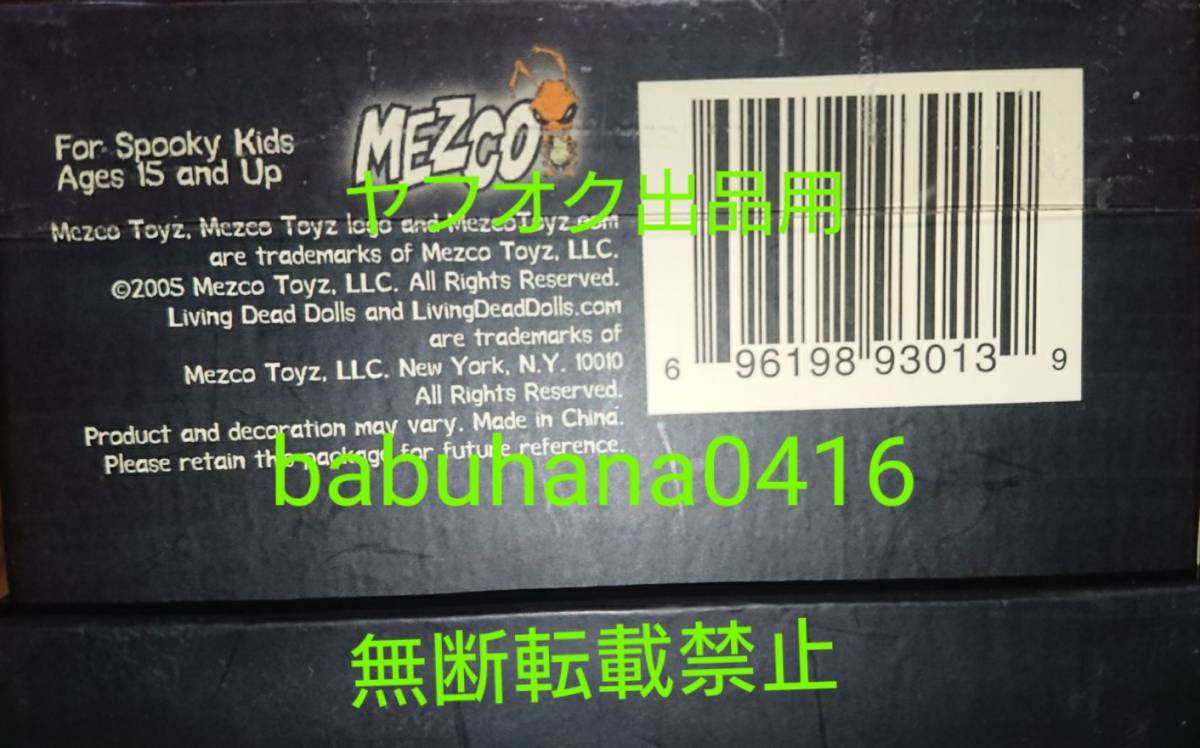 For Spooky Kids
Ages 15 and Up
MEZCO
ヤフオク出品用
Mezco Toyz, Mezco Toyz logo and MezcoToyz.com
are trademarks of Mezco Toyz, LLC.
©2005 Mezco Toyz, LLC. All Rights Reserved.
Living Dead Dolls and LivingDeadDolls.com
are trademarks of
Mezco Toyz, LLC. New York, N.Y. 10010
All Rights Reserved.
Product and decoration may vary. Made in China.
Please retain this package for future reference.
6 96198 93013 9
babuhana0416
無断転載禁止